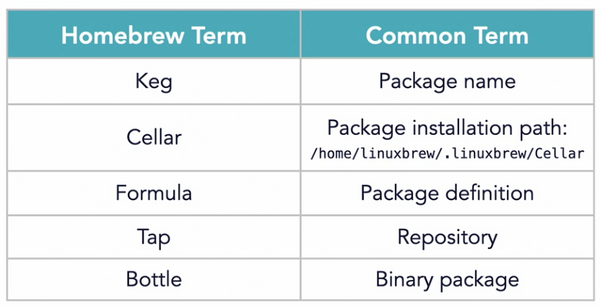 Homebrew Term Common Term
Keg Package name
Cellar Package installation path:
/home/linuxbrew/.linuxbrew/Cellar
Formula Package definition
Tap Repository
Bottle Binary package